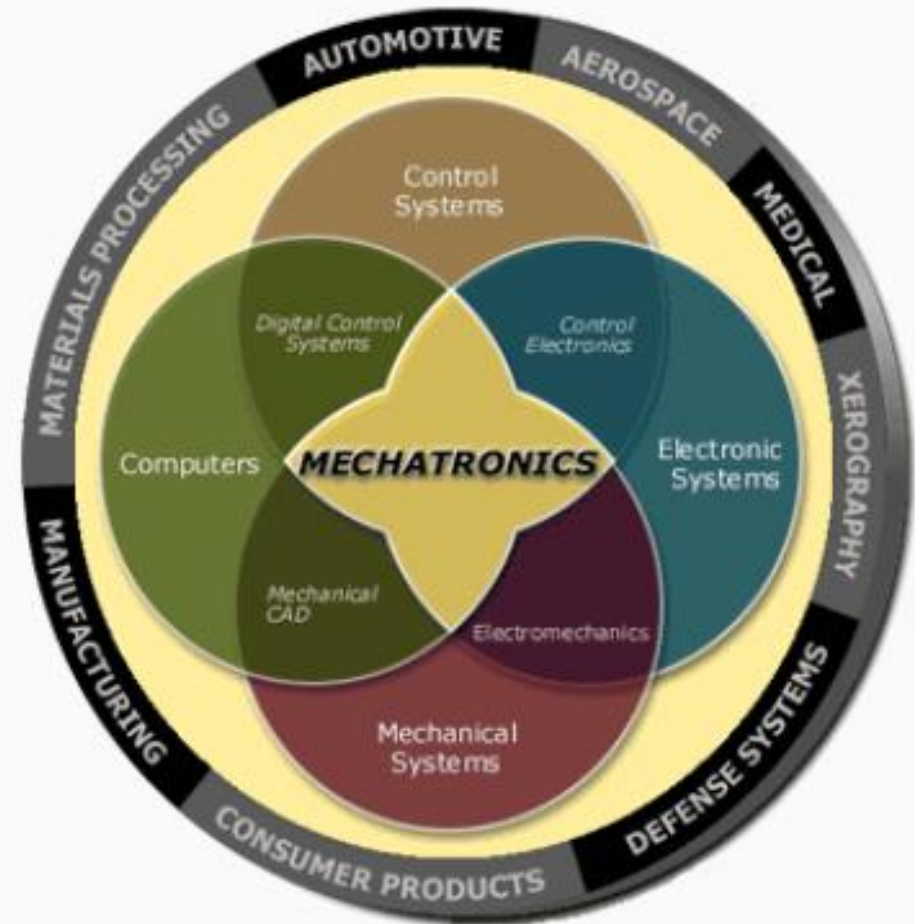 AUTOMOTIVE
AEROSPACE
MEDICAL
XEROGRAPHY
DEFENSE SYSTEMS
CONSUMER PRODUCTS
MANUFACTURING
MATERIALS PROCESSING
Control
Systems
Digital Control
Systems
Control
Electronics
Computers
MECHATRONICS
Electronic
Systems
Mechanical
CAD
Electromechanics
Mechanical
Systems